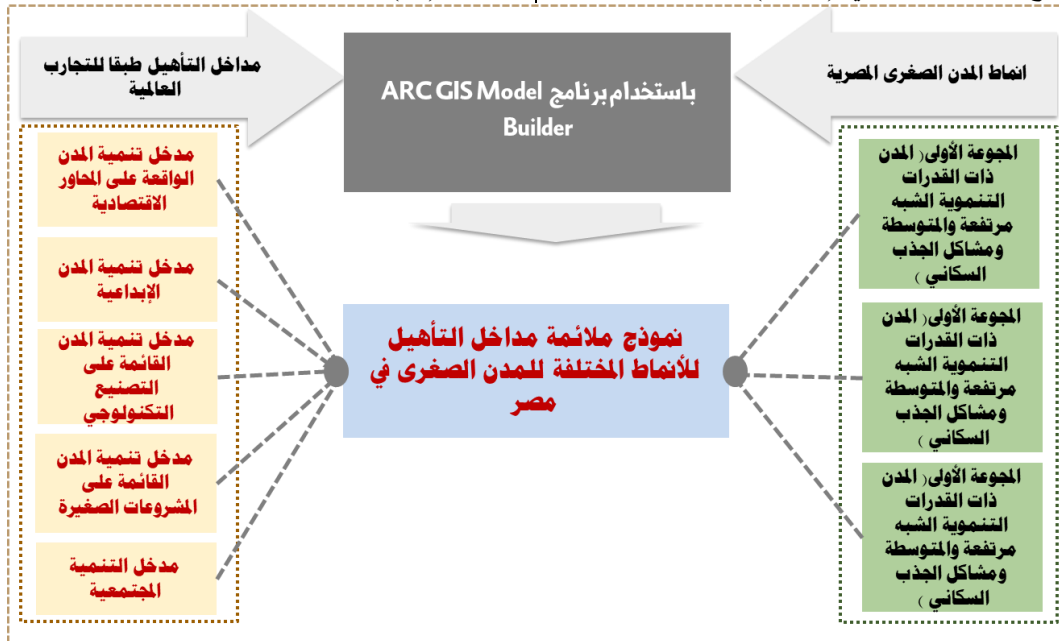 انماط المدن الصغرى المصرية
باستخدام برنامج ARC GIS Model
Builder
مداخل التأهيل طبقا للتجارب
العالمية
المجوعة الأولى( المدن
ذات القدرات
التنموية الشبه
مرتفعة والمتوسطة
ومشاكل الجذب
السكاني )
المجوعة الأولى( المدن
ذات القدرات
التنموية الشبه
مرتفعة والمتوسطة
ومشاكل الجذب
السكاني )
المجوعة الأولى( المدن
ذات القدرات
التنموية الشبه
مرتفعة والمتوسطة
ومشاكل الجذب
السكاني )
نموذج ملائمة مداخل التأهيل
للأنماط المختلفة للمدن الصغرى في
مصر
مدخل تنمية المدن
الواقعة على المحاور
الاقتصادية
مدخل تنمية المدن
الإبداعية
مدخل تنمية المدن
القائمة على
التصنيع
التكنولوجي
مدخل تنمية المدن
القائمة على
المشروعات الصغيرة
مدخل التنمية
المجتمعية